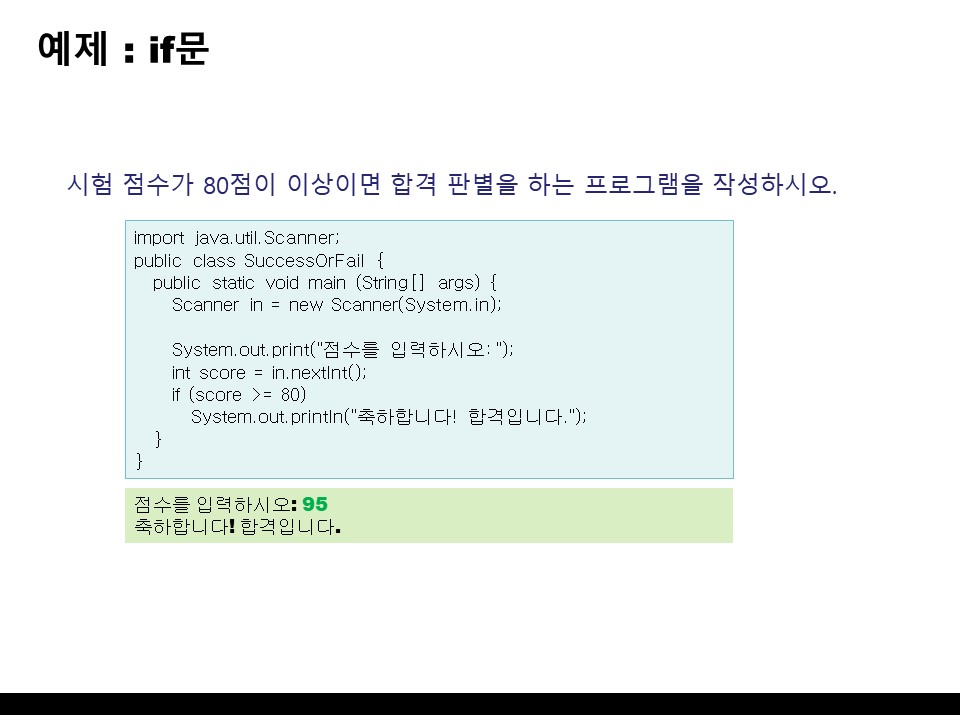 예제 : if문
시험 점수가 80점이 이상이면 합격 판별을 하는 프로그램을 작성하시오.
import java.util.Scanner;
public class SuccessOrFail {
public static void main (String[] args) {
Scanner in = new Scanner(System.in);
System.out.print("점수를 입력하시오: ");
int score = in.nextInt();
if (score >= 80)
System.out.println("축하합니다! 합격입니다.");
}
}
점수를 입력하시오: 95
축하합니다! 합격입니다.